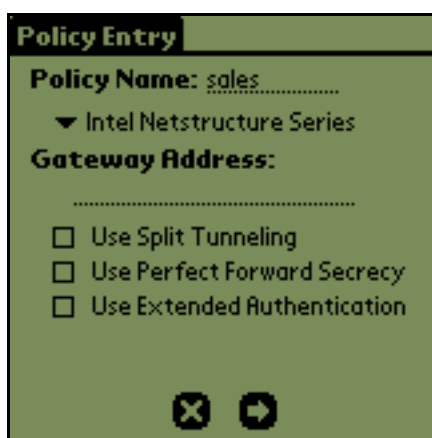 Policy Entry
Policy Name: sales
Intel Netstructure Series
Gateway Address:
Use Split Tunneling
Use Perfect Forward Secrecy
Use Extended Authentication